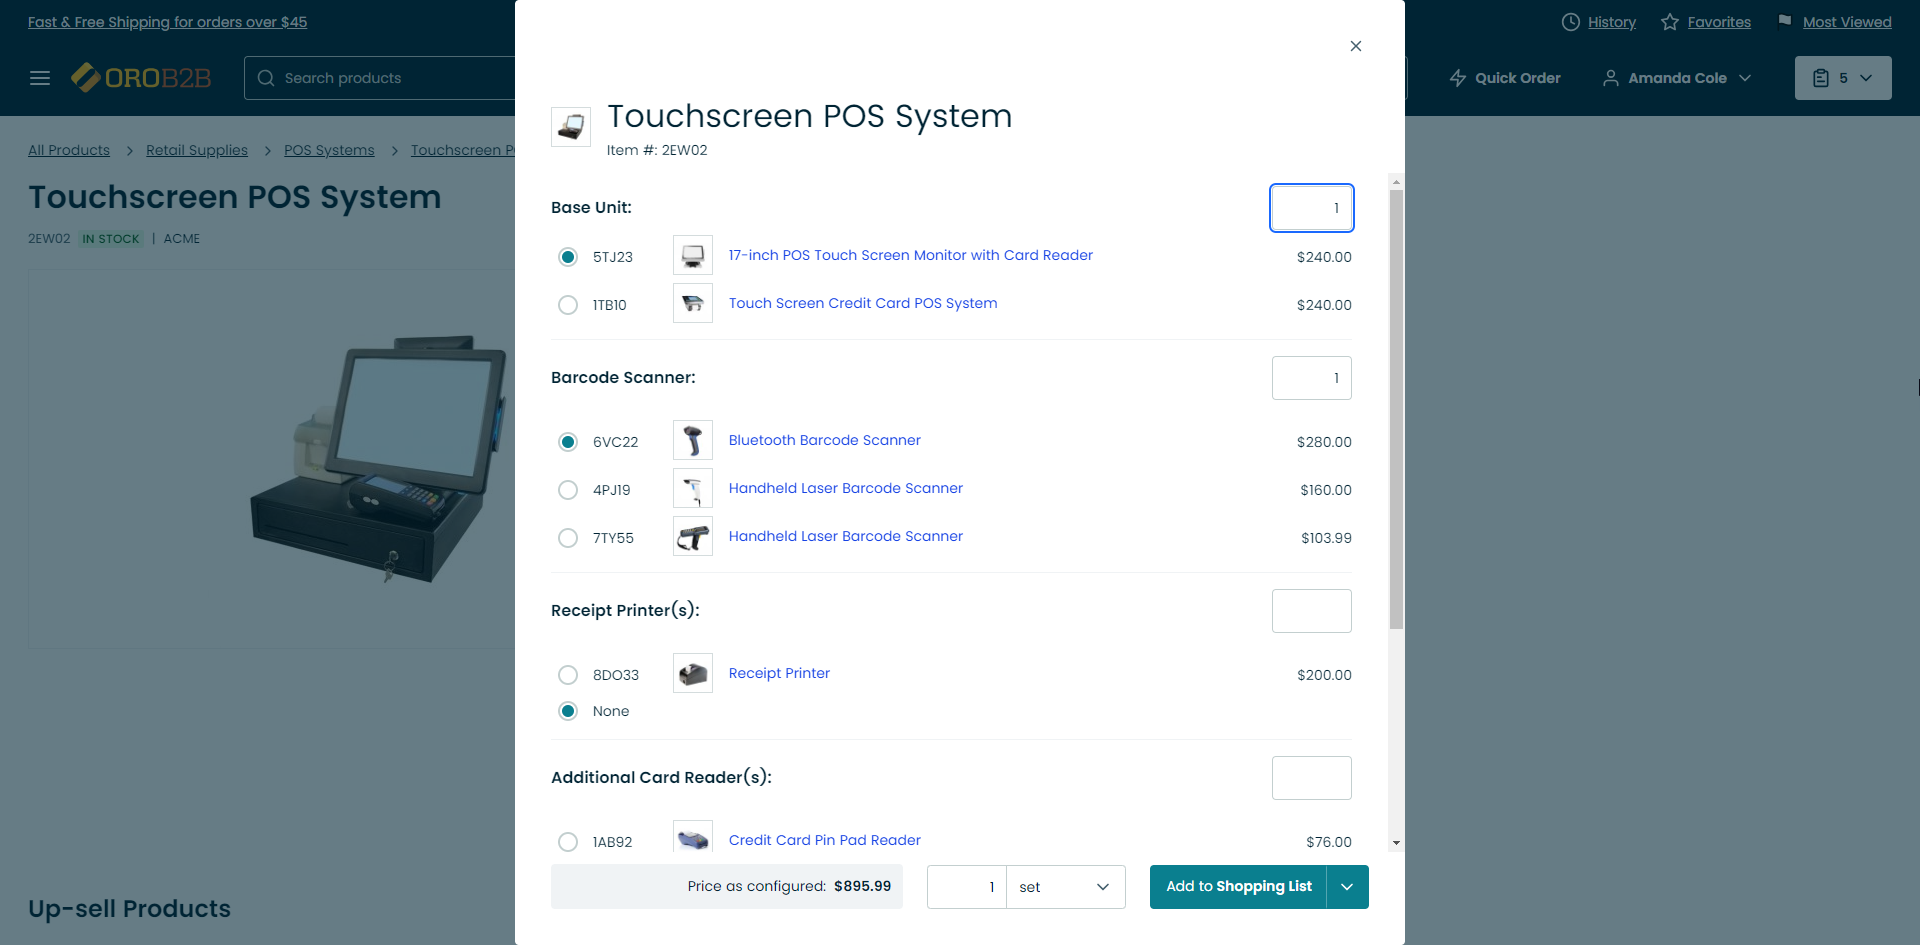 Fast & Free Shipping for orders over $45
History
Favorites
Most Viewed
OROB2B
Search products
Quick Order
Amanda Cole
5
All Products > Retail Supplies > POS Systems >
Touchscreen POS System
2EW02 IN STOCK | ACME
Up-sell Products
Touchscreen POS System
Item #: 2EW02
Base Unit:
1
5TJ23 17-inch POS Touch Screen Monitor with Card Reader $240.00
1TB10 Touch Screen Credit Card POS System $240.00
Barcode Scanner:
1
6VC22 Bluetooth Barcode Scanner $280.00
4PJ19 Handheld Laser Barcode Scanner $160.00
7TY55 Handheld Laser Barcode Scanner $103.99
Receipt Printer(s):
8DO33 Receipt Printer $200.00
None
Additional Card Reader(s):
1AB92 Credit Card Pin Pad Reader $76.00
Price as configured: $895.99
1 set
Add to Shopping List